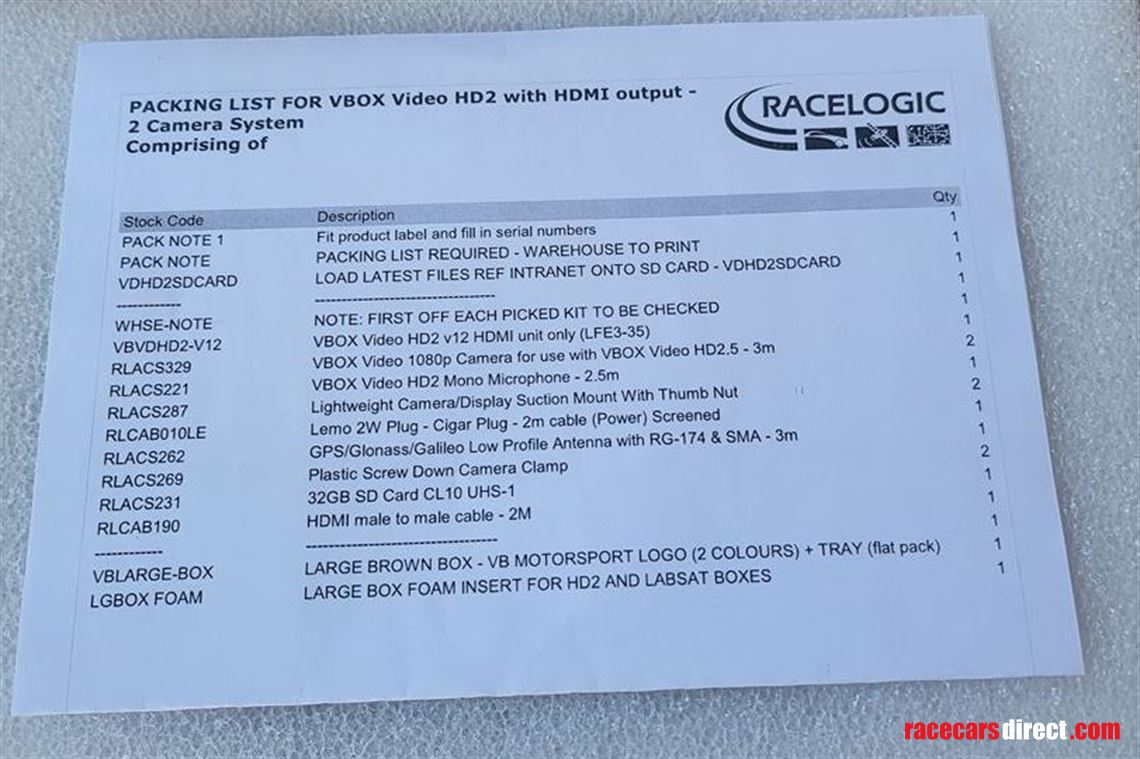 PACKING LIST FOR VBOX Video HD2 with HDMI output -
2 Camera System
Comprising of
RACELOGIC
Stock Code Description Qty
PACK NOTE 1 Fit product label and fill in serial numbers 1
PACK NOTE PACKING LIST REQUIRED - WAREHOUSE TO PRINT 1
VDHD2SDCARD LOAD LATEST FILES REF INTRANET ONTO SD CARD - VDHD2SDCARD 1
------------ ---------------------------------- 1
WHSE-NOTE NOTE: FIRST OFF EACH PICKED KIT TO BE CHECKED 1
VBVDHD2-V12 VBOX Video HD2 v12 HDMI unit only (LFE3-35) 1
RLACS329 VBOX Video 1080p Camera for use with VBOX Video HD2.5 - 3m 2
RLACS221 VBOX Video HD2 Mono Microphone - 2.5m 1
RLACS287 Lightweight Camera/Display Suction Mount With Thumb Nut 2
RLCAB010LE Lemo 2W Plug - Cigar Plug - 2m cable (Power) Screened 1
RLACS262 GPS/Glonass/Galileo Low Profile Antenna with RG-174 & SMA - 3m 1
RLACS269 Plastic Screw Down Camera Clamp 2
RLACS231 32GB SD Card CL10 UHS-1 1
RLCAB190 HDMI male to male cable - 2M 1
------------ ---------------------------------- 1
VBLARGE-BOX LARGE BROWN BOX - VB MOTORSPORT LOGO (2 COLOURS) + TRAY (flat pack) 1
LGBOX FOAM LARGE BOX FOAM INSERT FOR HD2 AND LABSAT BOXES 1
racecarsdirect.com